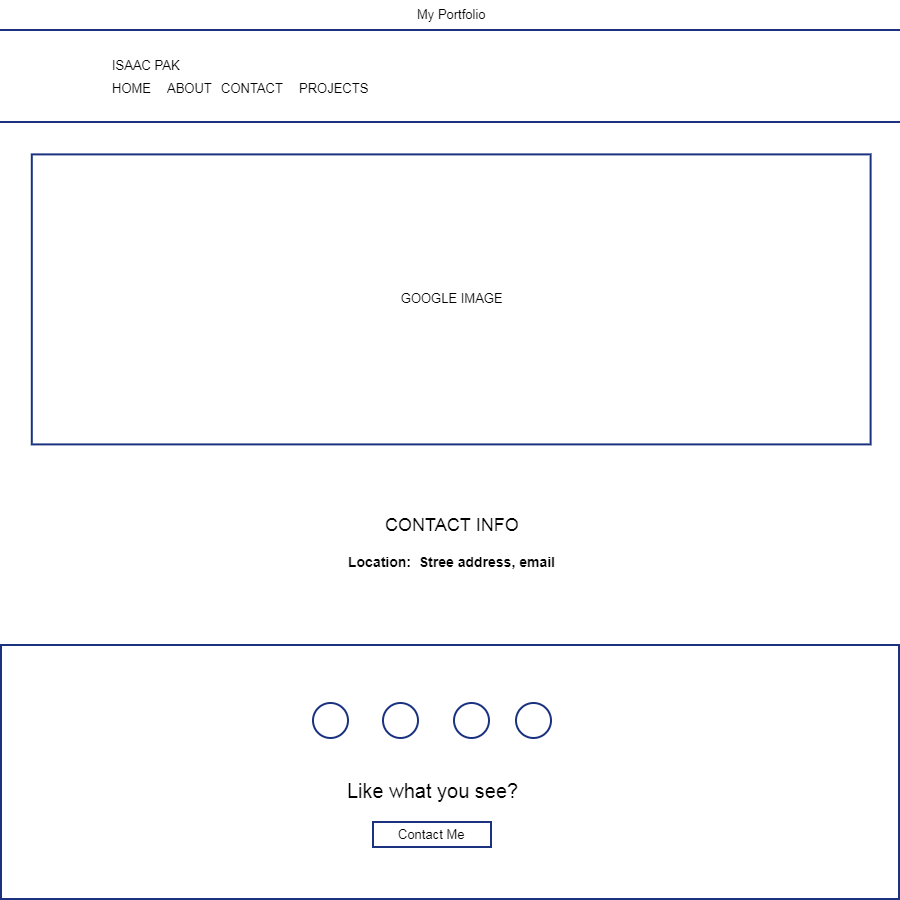 My Portfolio
ISAAC PAK
HOME ABOUT CONTACT PROJECTS
GOOGLE IMAGE
CONTACT INFO
Location: Stree address, email
Like what you see?
Contact Me